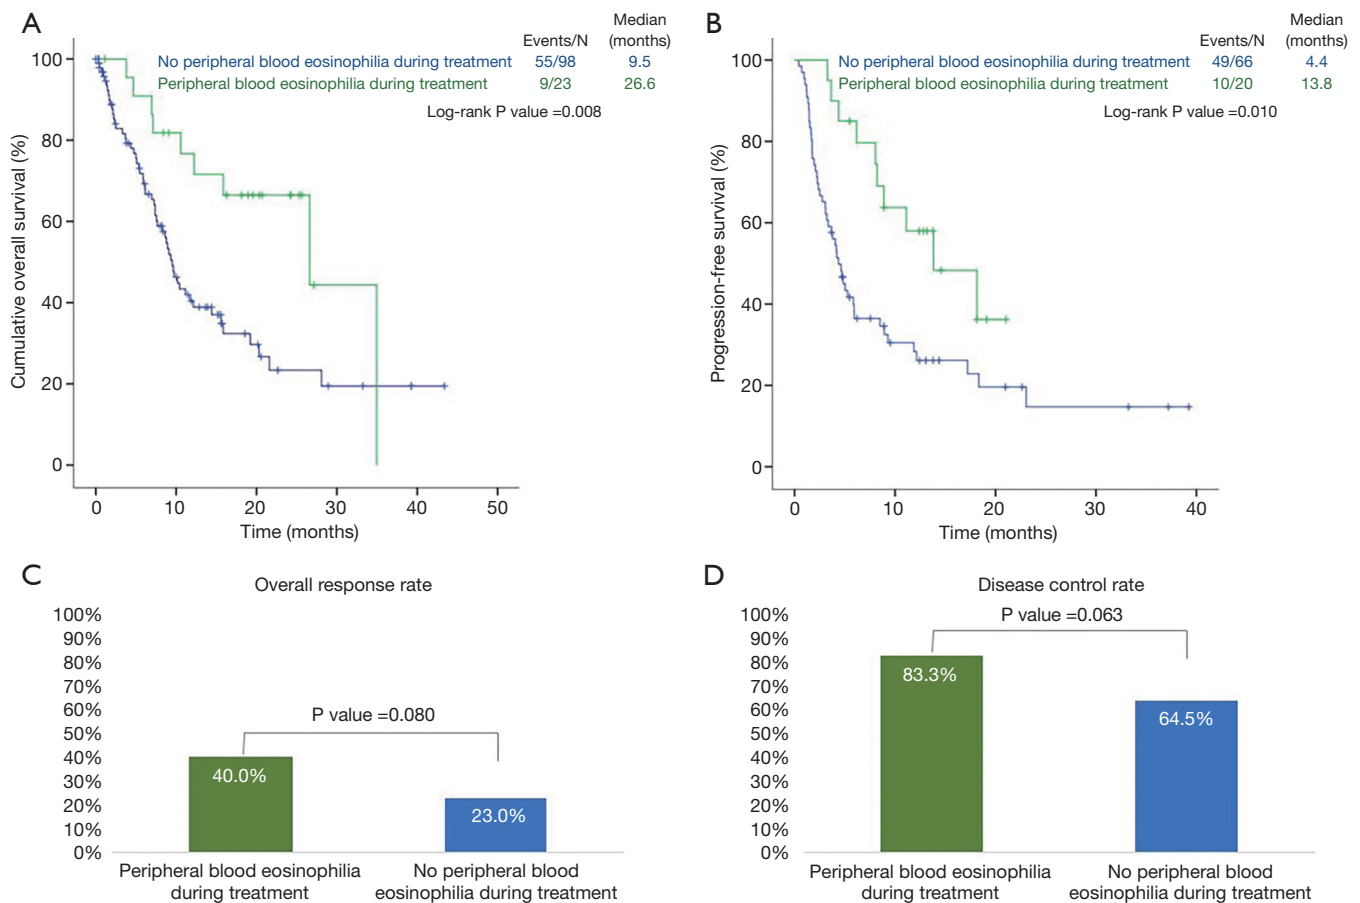 A
Median
Events/N (months)
No peripheral blood eosinophilia during treatment 55/98 9.5
Peripheral blood eosinophilia during treatment 9/23 26.6
Log-rank P value =0.008
Cumulative overall survival (%)
100
80
60
40
20
0
0 10 20 30 40 50
Time (months)
B
Median
Events/N (months)
No peripheral blood eosinophilia during treatment 49/66 4.4
Peripheral blood eosinophilia during treatment 10/20 13.8
Log-rank P value =0.010
Progression-free survival (%)
100
80
60
40
20
0
0 10 20 30 40
Time (months)
C
Overall response rate
100%
90%
80%
70%
60%
50%
40%
30%
20%
10%
0%
P value =0.080
40.0%
23.0%
Peripheral blood eosinophilia
during treatment
No peripheral blood
eosinophilia during treatment
D
Disease control rate
100%
90%
80%
70%
60%
50%
40%
30%
20%
10%
0%
P value =0.063
83.3%
64.5%
Peripheral blood eosinophilia
during treatment
No peripheral blood
eosinophilia during treatment